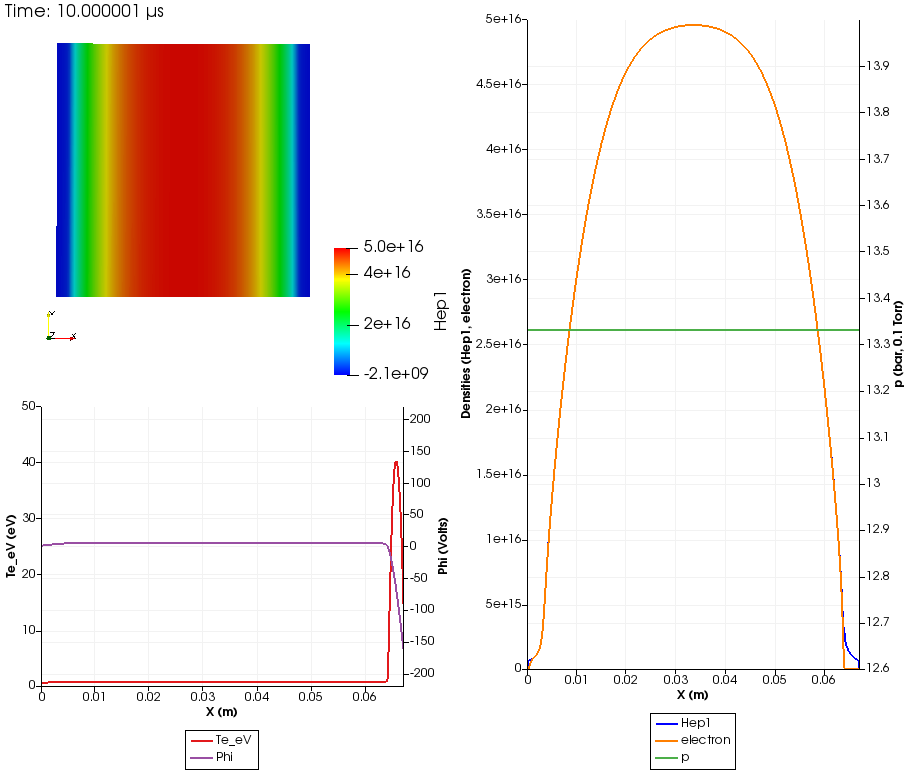 Time: 10.000001 µs
5.0e+16
4e+16
2e+16
-2.1e+09
Hep1
Y
Z
X
50
40
30
20
10
0
Te_eV (eV)
200
150
100
50
0
-50
-100
-150
-200
Phi (Volts)
0
0.01
0.02
0.03
0.04
0.05
0.06
X (m)
Te_eV
Phi
5e+16
4.5e+16
4e+16
3.5e+16
3e+16
2.5e+16
2e+16
1.5e+16
1e+16
5e+15
0
Densities (Hep1, electron)
13.9
13.8
13.7
13.6
13.5
13.4
13.3
13.2
13.1
13
12.9
12.8
12.7
12.6
p (bar, 0.1 Torr)
0
0.01
0.02
0.03
0.04
0.05
0.06
X (m)
Hep1
electron
p